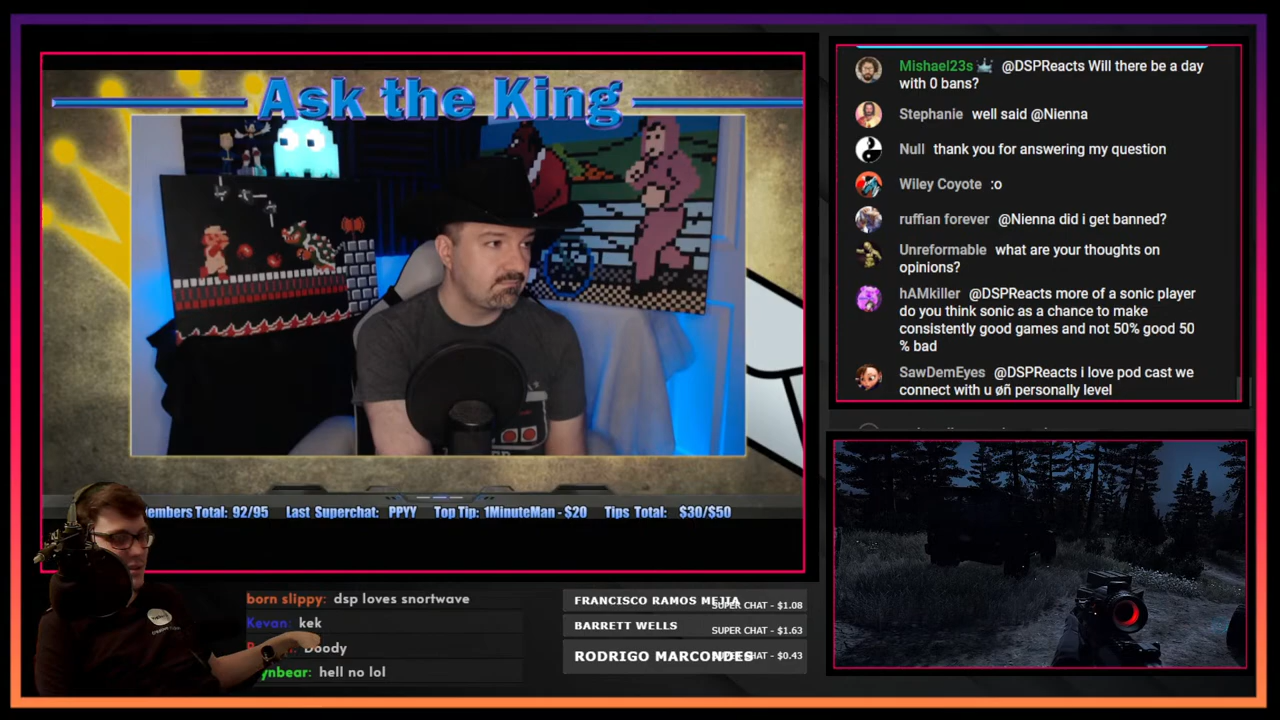 Ask the King
Mishael23s @DSPReacts Will there be a day
with 0 bans?
Stephanie well said @Nienna
Null thank you for answering my question
Wiley Coyote :o
ruffian forever @Nienna did i get banned?
Unreformable what are your thoughts on
opinions?
hAMkiller @DSPReacts more of a sonic player
do you think sonic as a chance to make
consistently good games and not 50% good 50
% bad
SawDemEyes @DSPReacts i love pod cast we
connect with u øñ personally level
embers Total: 92/95 Last Superchat: PPYY Top Tip: 1MinuteMan - $20 Tips Total: $30/$50
born slippy: dsp loves snortwave
Kevan: kek
Doody
ynbear: hell no lol
FRANCISCO RAMOS MEJIA SUPER CHAT - $1.08
BARRETT WELLS SUPER CHAT - $1.63
RODRIGO MARCONDES CHAT - $0.43